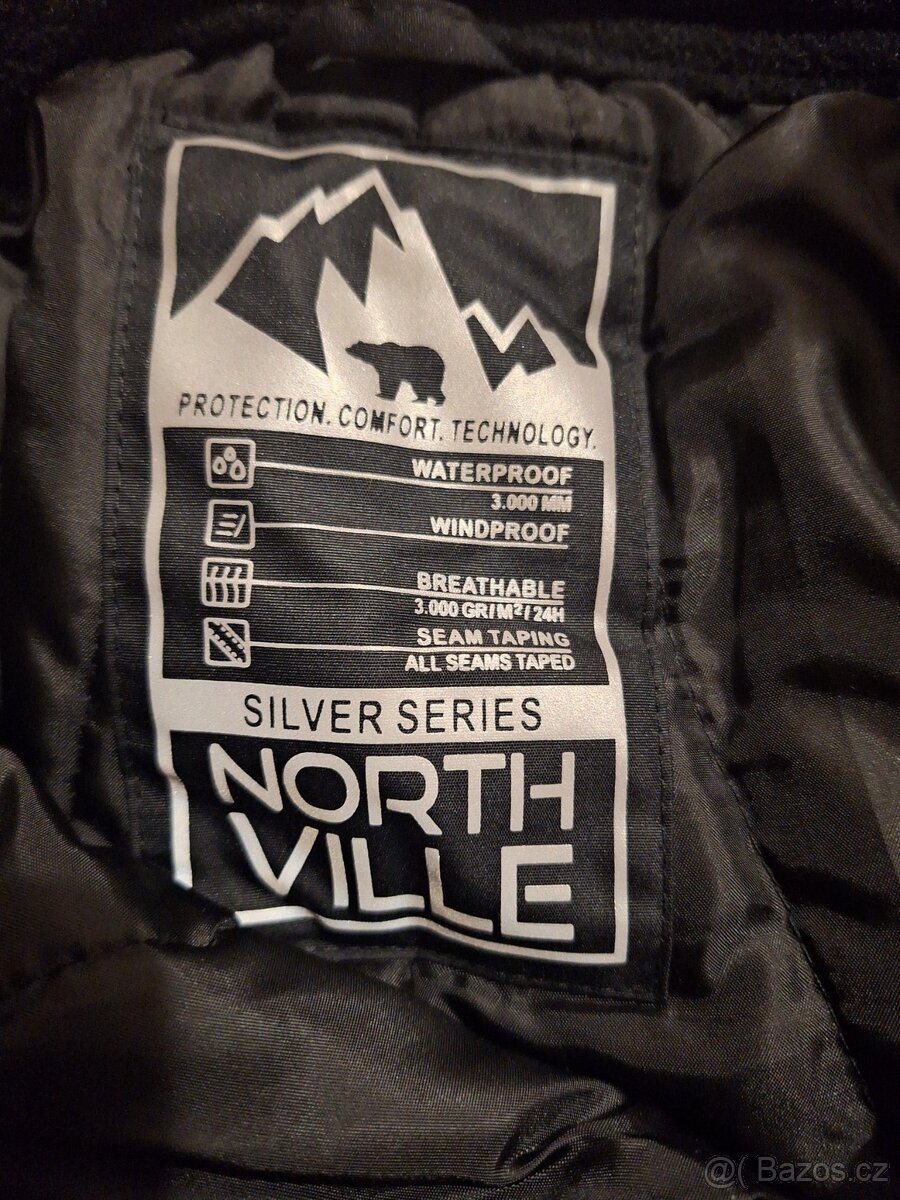 PROTECTION. COMFORT. TECHNOLOGY.
WATERPROOF
3.000 MM
WINDPROOF
BREATHABLE
3.000 GR/M²/24H
SEAM TAPING
ALL SEAMS TAPED
SILVER SERIES
NORTH
VILLE
@( Bazos.cz